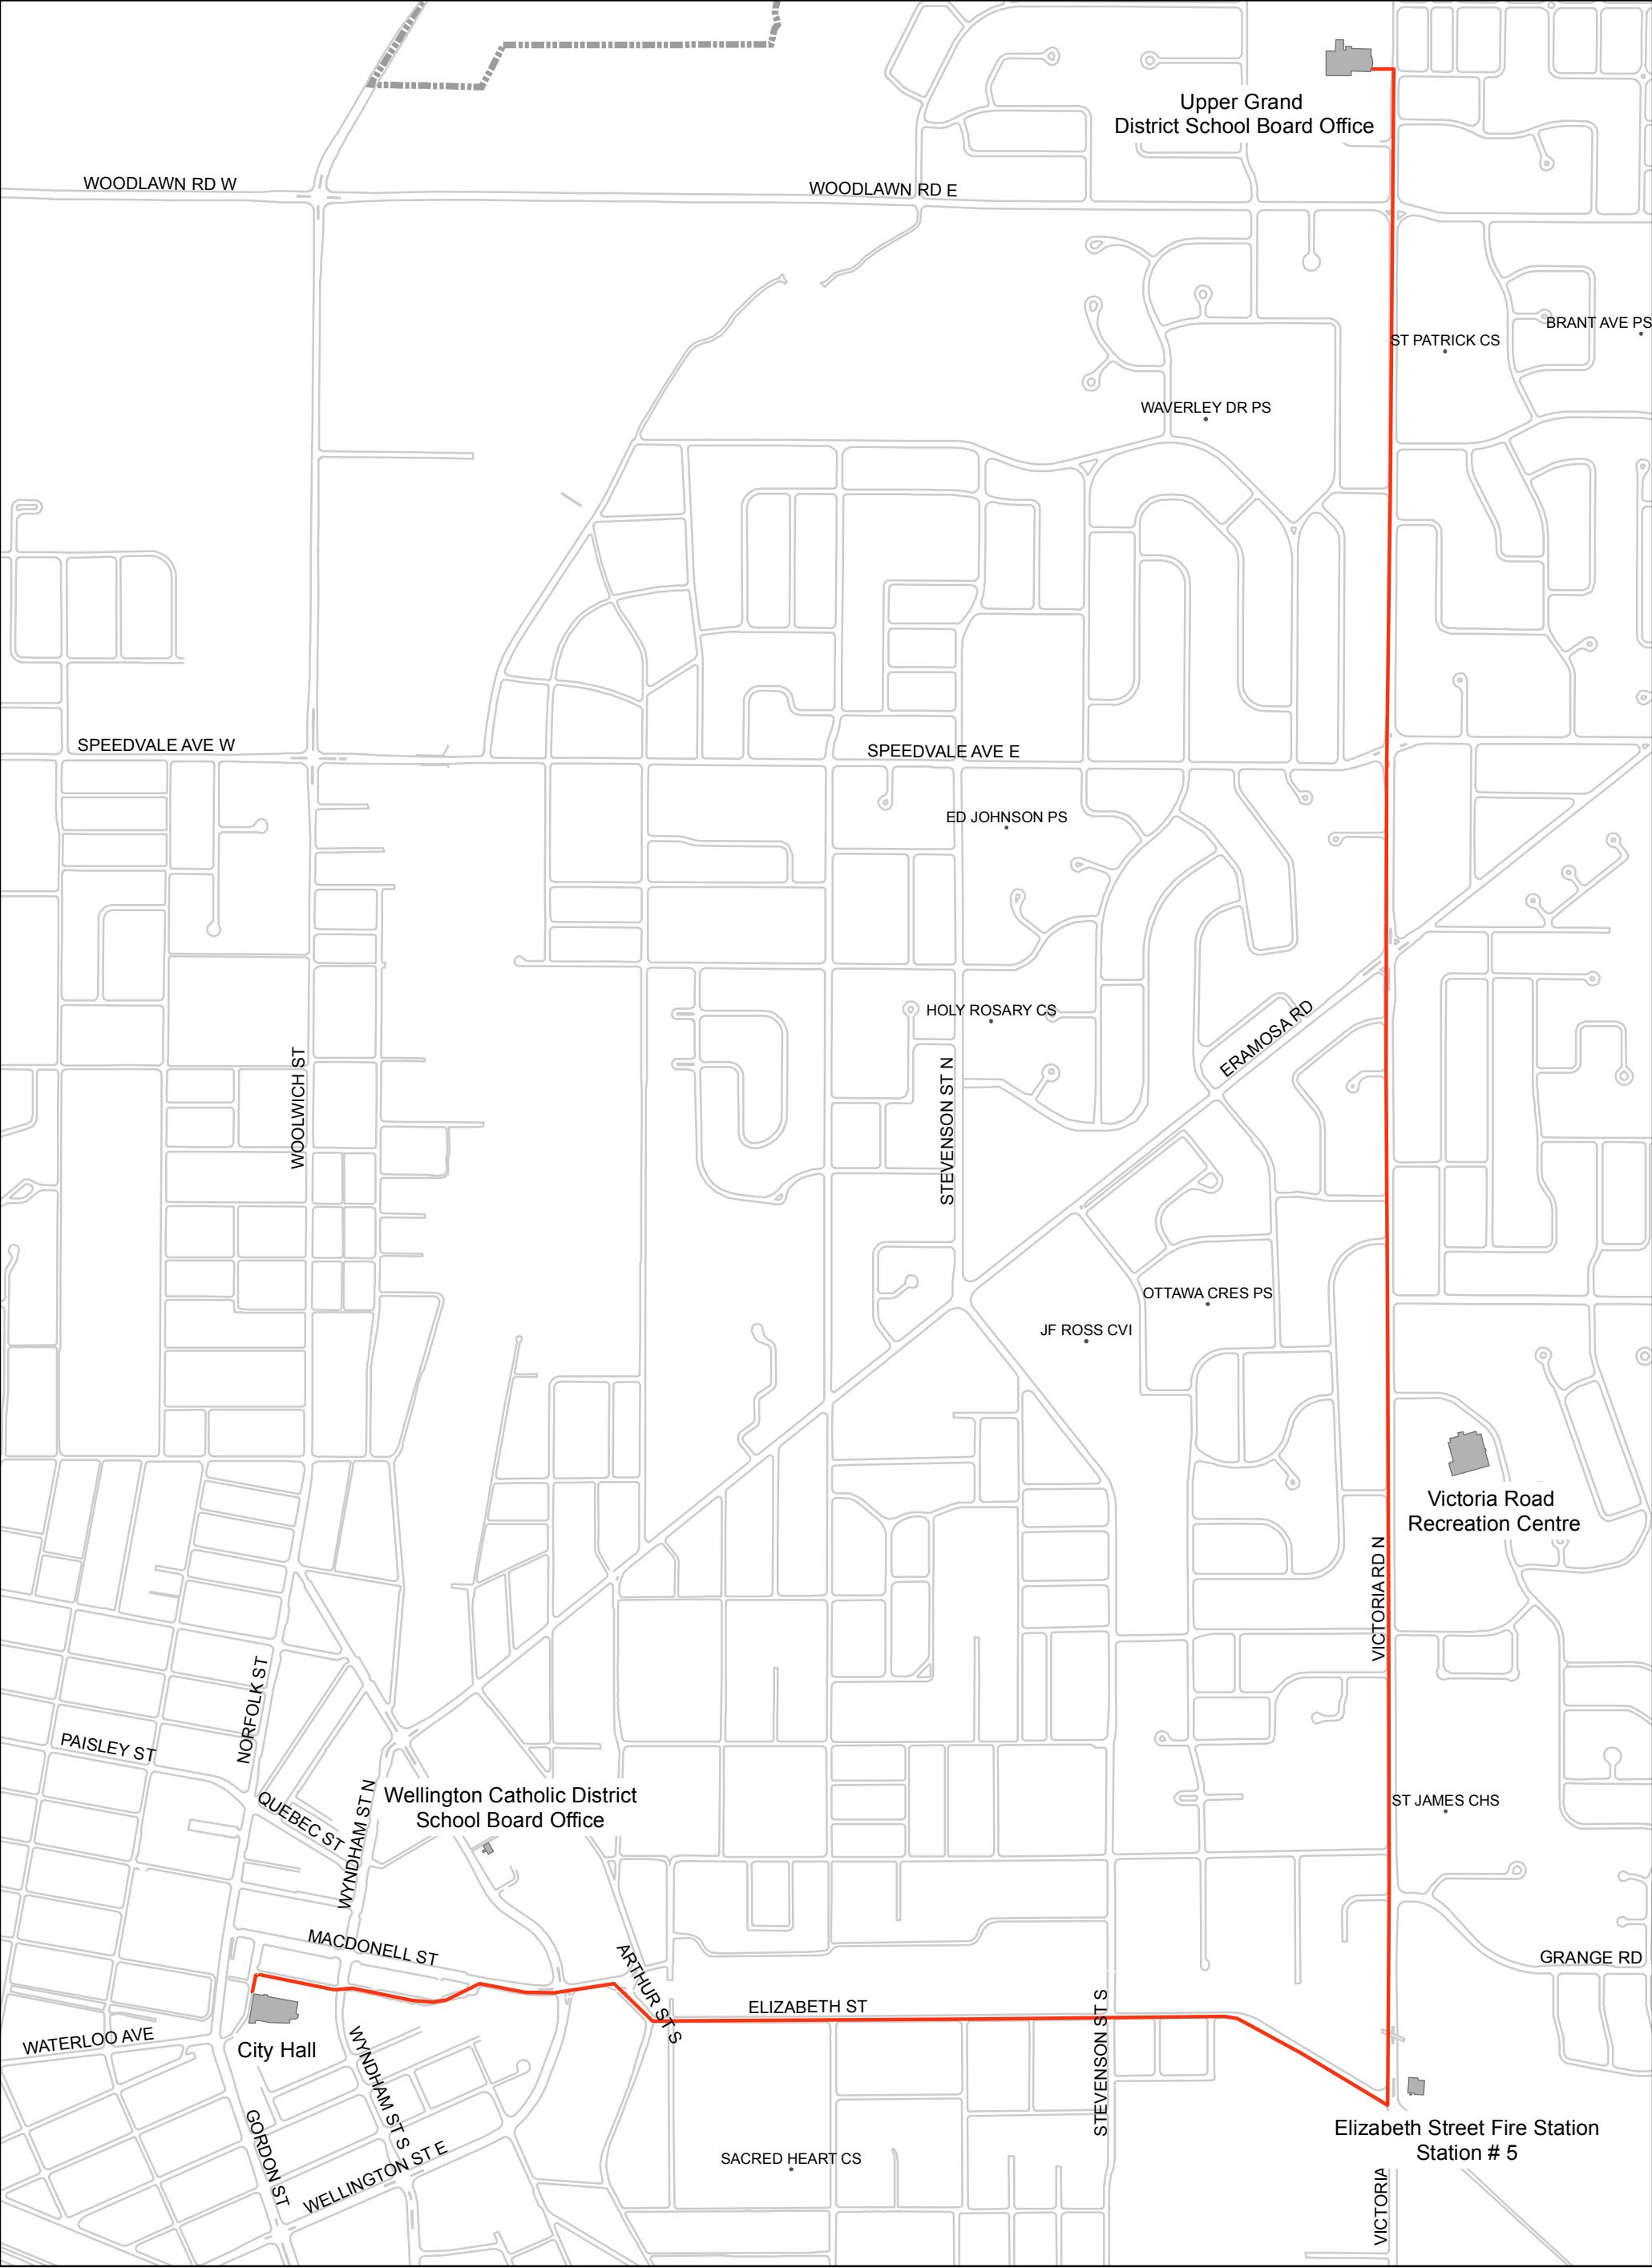 Upper Grand
District School Board Office
WOODLAWN RD W
WOODLAWN RD E
BRANT AVE PS
ST PATRICK CS
WAVERLEY DR PS
SPEEDVALE AVE W
SPEEDVALE AVE E
ED JOHNSON PS
HOLY ROSARY CS
ERAMOSA RD
WOOLWICH ST
STEVENSON ST N
OTTAWA CRES PS
JF ROSS CVI
Victoria Road
Recreation Centre
VICTORIA RD N
NORFOLK ST
PAISLEY ST
QUEBEC ST
WYNDHAM ST N
Wellington Catholic District
School Board Office
ST JAMES CHS
MACDONELL ST
ARTHUR ST S
GRANGE RD
ELIZABETH ST
STEVENSON ST S
WATERLOO AVE
City Hall
WYNDHAM ST S
GORDON ST
WELLINGTON ST E
SACRED HEART CS
Elizabeth Street Fire Station
Station # 5
VICTORIA